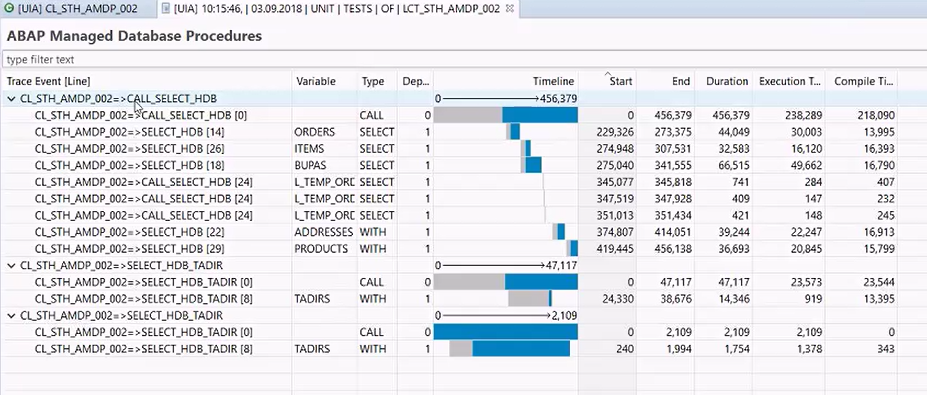 [UIA] CL_STH_AMDP_002 [UIA] 10:15:46, | 03.09.2018 | UNIT | TESTS | OF | LCT_STH_AMDP_002
ABAP Managed Database Procedures
type filter text
Trace Event [Line] Variable Type Dep... Timeline Start End Duration Execution T... Compile Ti...
CL_STH_AMDP_002=>CALL_SELECT_HDB 0 456,379
CL_STH_AMDP_002=>CALL_SELECT_HDB [0] CALL 0 0 456,379 456,379 238,289 218,090
CL_STH_AMDP_002=>SELECT_HDB [14] ORDERS SELECT 1 229,326 273,375 44,049 30,003 13,995
CL_STH_AMDP_002=>SELECT_HDB [26] ITEMS SELECT 1 274,948 307,531 32,583 16,120 16,393
CL_STH_AMDP_002=>SELECT_HDB [18] BUPAS SELECT 1 275,040 341,555 66,515 49,662 16,790
CL_STH_AMDP_002=>CALL_SELECT_HDB [24] L_TEMP_ORD SELECT 1 345,077 345,818 741 284 407
CL_STH_AMDP_002=>CALL_SELECT_HDB [24] L_TEMP_ORD SELECT 1 347,519 347,928 409 147 232
CL_STH_AMDP_002=>CALL_SELECT_HDB [24] L_TEMP_ORD SELECT 1 351,013 351,434 421 148 245
CL_STH_AMDP_002=>SELECT_HDB [22] ADDRESSES WITH 1 374,807 414,051 39,244 22,247 16,913
CL_STH_AMDP_002=>SELECT_HDB [29] PRODUCTS WITH 1 419,445 456,138 36,693 20,845 15,799
CL_STH_AMDP_002=>SELECT_HDB_TADIR 0 47,117
CL_STH_AMDP_002=>SELECT_HDB_TADIR [0] CALL 0 0 47,117 47,117 23,573 23,544
CL_STH_AMDP_002=>SELECT_HDB_TADIR [8] TADIRS WITH 1 24,330 38,676 14,346 919 13,395
CL_STH_AMDP_002=>SELECT_HDB_TADIR 0 2,109
CL_STH_AMDP_002=>SELECT_HDB_TADIR [0] CALL 0 0 2,109 2,109 2,109 0
CL_STH_AMDP_002=>SELECT_HDB_TADIR [8] TADIRS WITH 1 240 1,994 1,754 1,378 343